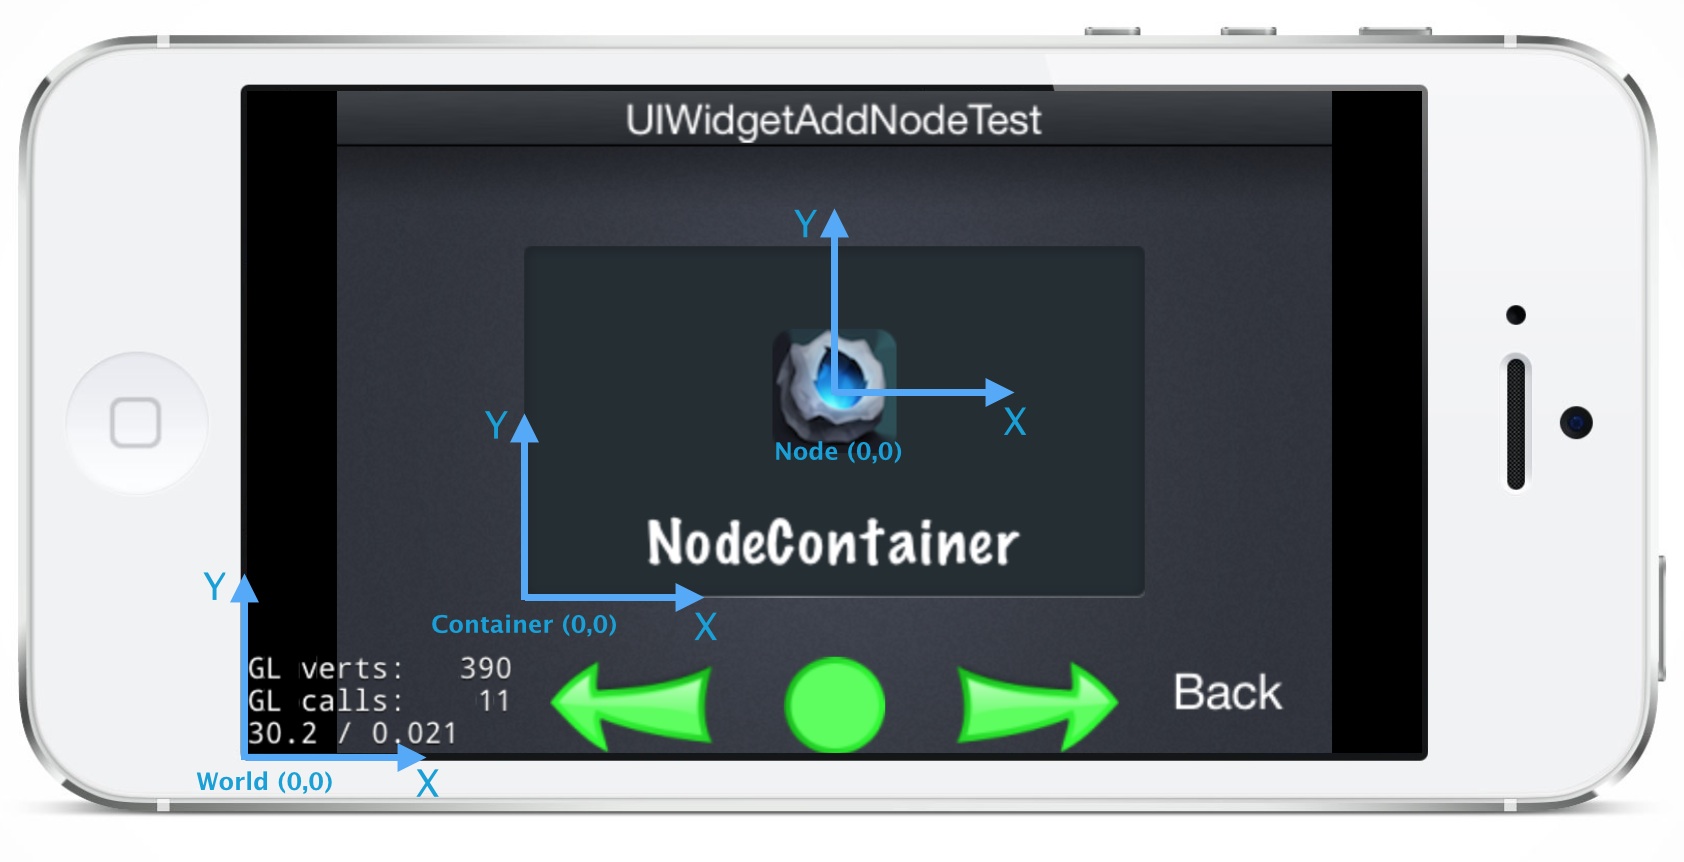 UIWidgetAddNodeTest
Y
X
Node (0,0)
Y
NodeContainer
Container (0,0)
X
Y
GL verts: 390
GL calls: 11
30.2 / 0.021
Back
World (0,0)
X